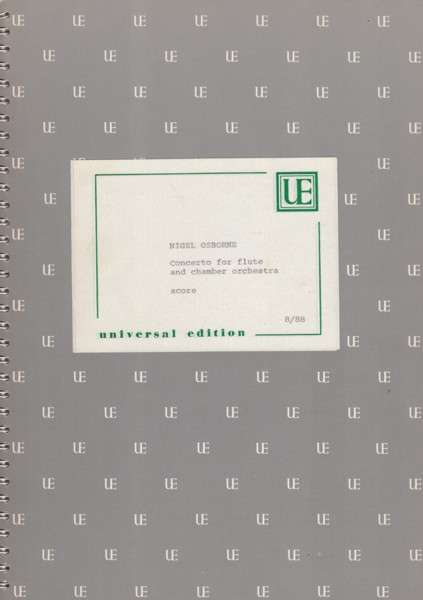 UE
NIGEL OSBORNE
Concerto for flute
and chamber orchestra
score
8/88
universal edition